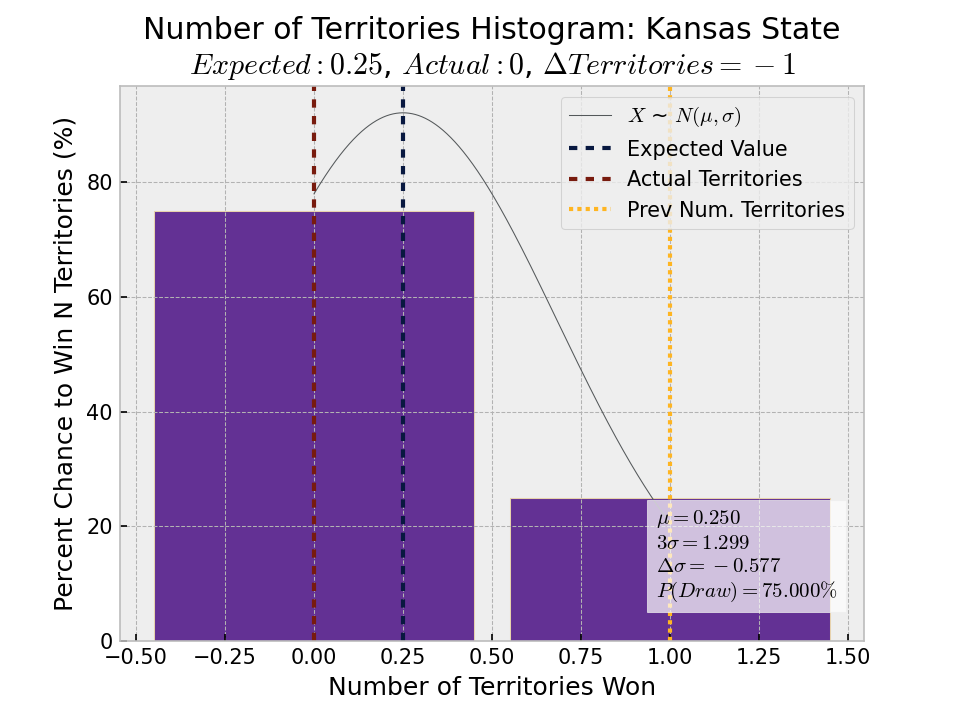 Number of Territories Histogram: Kansas State
Expected : 0.25, Actual : 0, ΔTerritories = −1
Percent Chance to Win N Territories (%)
80
60
40
20
0
X ~ N(μ, σ)
Expected Value
Actual Territories
Prev Num. Territories
μ = 0.250
3σ = 1.299
Δσ = −0.577
P(Draw) = 75.000%
−0.50 −0.25 0.00 0.25 0.50 0.75 1.00 1.25 1.50
Number of Territories Won